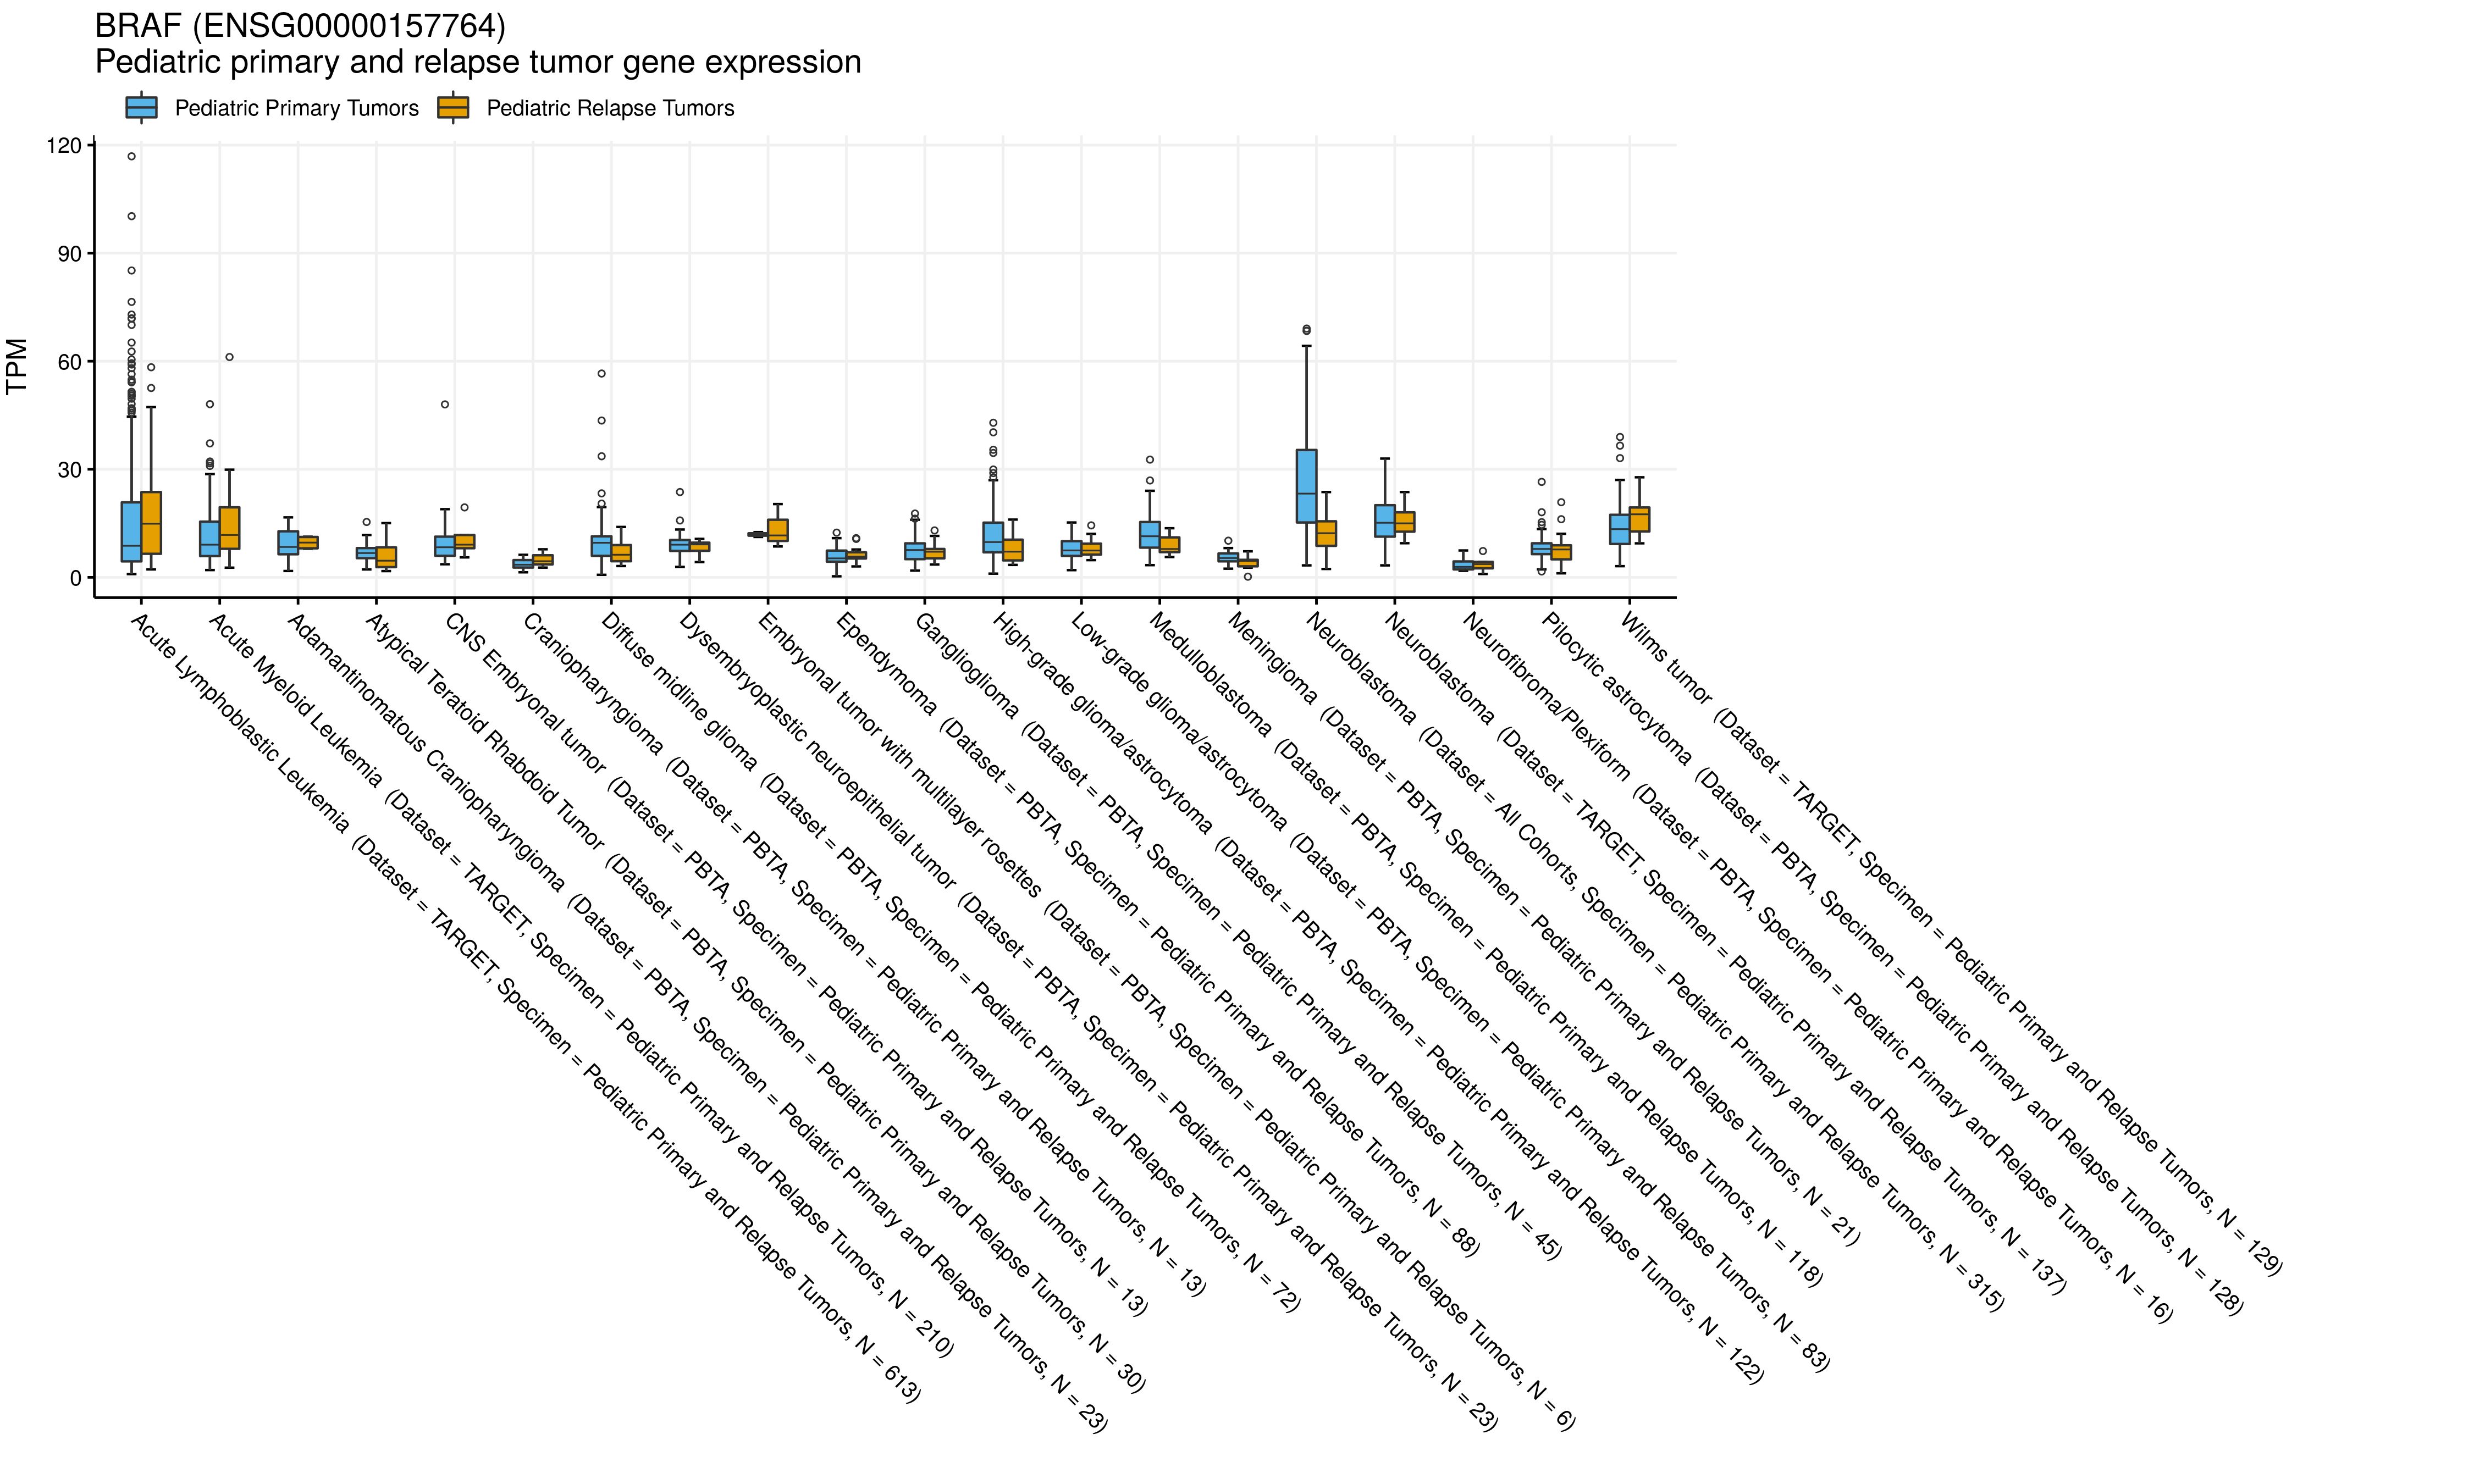 BRAF (ENSG00000157764)
Pediatric primary and relapse tumor gene expression
Pediatric Primary Tumors
Pediatric Relapse Tumors
TPM
120
90
60
30
0
Acute Lymphoblastic Leukemia (Dataset = TARGET, Specimen = Pediatric Primary and Relapse Tumors, N = 613)
Acute Myeloid Leukemia (Dataset = TARGET, Specimen = Pediatric Primary and Relapse Tumors, N = 210)
Adamantinomatous Craniopharyngioma (Dataset = PBTA, Specimen = Pediatric Primary and Relapse Tumors, N = 23)
Atypical Teratoid Rhabdoid Tumor (Dataset = PBTA, Specimen = Pediatric Primary and Relapse Tumors, N = 30)
CNS Embryonal tumor (Dataset = PBTA, Specimen = Pediatric Primary and Relapse Tumors, N = 13)
Craniopharyngioma (Dataset = PBTA, Specimen = Pediatric Primary and Relapse Tumors, N = 13)
Diffuse midline glioma (Dataset = PBTA, Specimen = Pediatric Primary and Relapse Tumors, N = 72)
Dysembryoplastic neuroepithelial tumor (Dataset = PBTA, Specimen = Pediatric Primary and Relapse Tumors, N = 23)
Embryonal tumor with multilayer rosettes (Dataset = PBTA, Specimen = Pediatric Primary and Relapse Tumors, N = 6)
Ependymoma (Dataset = PBTA, Specimen = Pediatric Primary and Relapse Tumors, N = 88)
Ganglioglioma (Dataset = PBTA, Specimen = Pediatric Primary and Relapse Tumors, N = 45)
High-grade glioma/astrocytoma (Dataset = PBTA, Specimen = Pediatric Primary and Relapse Tumors, N = 122)
Low-grade glioma/astrocytoma (Dataset = PBTA, Specimen = Pediatric Primary and Relapse Tumors, N = 83)
Medulloblastoma (Dataset = PBTA, Specimen = Pediatric Primary and Relapse Tumors, N = 118)
Meningioma (Dataset = PBTA, Specimen = Pediatric Primary and Relapse Tumors, N = 21)
Neuroblastoma (Dataset = All Cohorts, Specimen = Pediatric Primary and Relapse Tumors, N = 315)
Neuroblastoma (Dataset = TARGET, Specimen = Pediatric Primary and Relapse Tumors, N = 137)
Neurofibroma/Plexiform (Dataset = PBTA, Specimen = Pediatric Primary and Relapse Tumors, N = 16)
Pilocytic astrocytoma (Dataset = PBTA, Specimen = Pediatric Primary and Relapse Tumors, N = 128)
Wilms tumor (Dataset = TARGET, Specimen = Pediatric Primary and Relapse Tumors, N = 129)